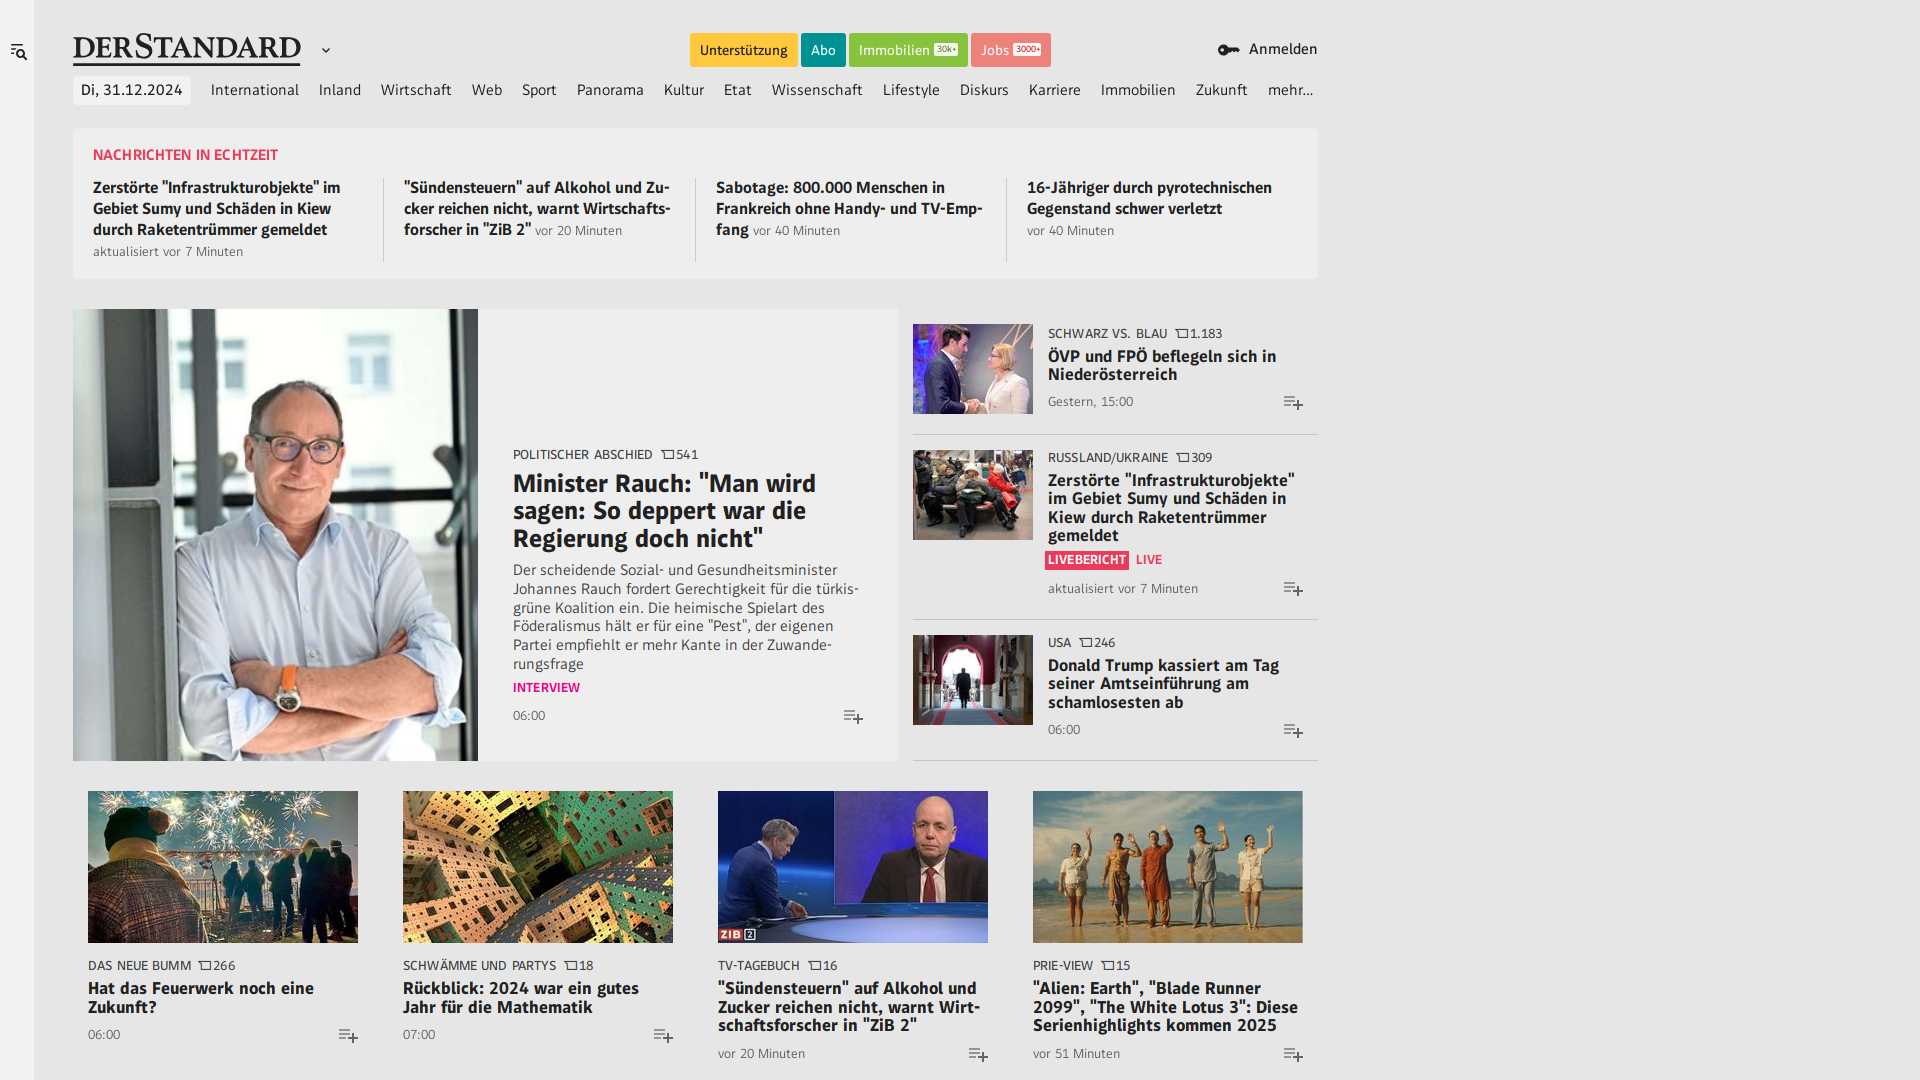 DERSTANDARD
Unterstützung
Abo
Immobilien 30k+
Jobs 3000+
Anmelden
Di, 31.12.2024
International
Inland
Wirtschaft
Web
Sport
Panorama
Kultur
Etat
Wissenschaft
Lifestyle
Diskurs
Karriere
Immobilien
Zukunft
mehr...
NACHRICHTEN IN ECHTZEIT
Zerstörte "Infrastrukturobjekte" im
Gebiet Sumy und Schäden in Kiew
durch Raketentrümmer gemeldet
aktualisiert vor 7 Minuten
"Sündensteuern" auf Alkohol und Zu-
cker reichen nicht, warnt Wirtschafts-
forscher in "ZiB 2" vor 20 Minuten
Sabotage: 800.000 Menschen in
Frankreich ohne Handy- und TV-Emp-
fang vor 40 Minuten
16-Jähriger durch pyrotechnischen
Gegenstand schwer verletzt
vor 40 Minuten
POLITISCHER ABSCHIED 541
Minister Rauch: "Man wird
sagen: So deppert war die
Regierung doch nicht"
Der scheidende Sozial- und Gesundheitsminister
Johannes Rauch fordert Gerechtigkeit für die türkis-
grüne Koalition ein. Die heimische Spielart des
Föderalismus hält er für eine "Pest", der eigenen
Partei empfiehlt er mehr Kante in der Zuwande-
rungsfrage
INTERVIEW
06:00
SCHWARZ VS. BLAU 1.183
ÖVP und FPÖ beflegeln sich in
Niederösterreich
Gestern, 15:00
RUSSLAND/UKRAINE 309
Zerstörte "Infrastrukturobjekte"
im Gebiet Sumy und Schäden in
Kiew durch Raketentrümmer
gemeldet
LIVEBERICHT LIVE
aktualisiert vor 7 Minuten
USA 246
Donald Trump kassiert am Tag
seiner Amtseinführung am
schamlosesten ab
06:00
DAS NEUE BUMM 266
Hat das Feuerwerk noch eine
Zukunft?
06:00
SCHWÄMME UND PARTYS 18
Rückblick: 2024 war ein gutes
Jahr für die Mathematik
07:00
ZIB 2
TV-TAGEBUCH 16
"Sündensteuern" auf Alkohol und
Zucker reichen nicht, warnt Wirt-
schaftsforscher in "ZiB 2"
vor 20 Minuten
PRIE-VIEW 15
"Alien: Earth", "Blade Runner
2099", "The White Lotus 3": Diese
Serienhighlights kommen 2025
vor 51 Minuten